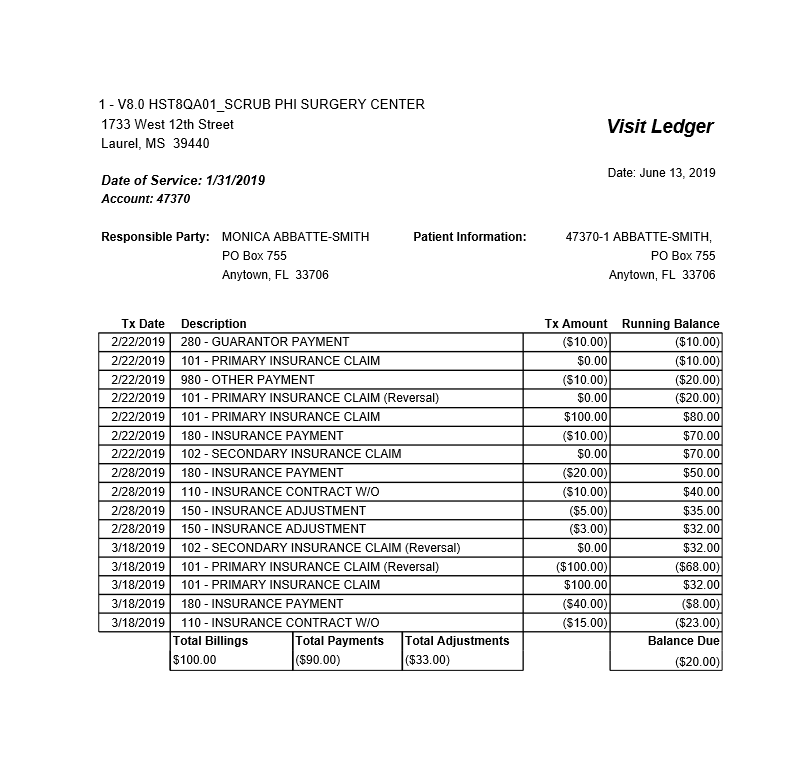 1 - V8.0 HST8QA01_SCRUB PHI SURGERY CENTER
1733 West 12th Street
Laurel, MS  39440
Visit Ledger
Date: June 13, 2019
Date of Service: 1/31/2019
Account: 47370
Responsible Party: MONICA ABBATTE-SMITH Patient Information: 47370-1 ABBATTE-SMITH,
PO Box 755 PO Box 755
Anytown, FL  33706 Anytown, FL  33706
Tx Date Description Tx Amount Running Balance
2/22/2019 280 - GUARANTOR PAYMENT ($10.00) ($10.00)
2/22/2019 101 - PRIMARY INSURANCE CLAIM $0.00 ($10.00)
2/22/2019 980 - OTHER PAYMENT ($10.00) ($20.00)
2/22/2019 101 - PRIMARY INSURANCE CLAIM (Reversal) $0.00 ($20.00)
2/22/2019 101 - PRIMARY INSURANCE CLAIM $100.00 $80.00
2/22/2019 180 - INSURANCE PAYMENT ($10.00) $70.00
2/22/2019 102 - SECONDARY INSURANCE CLAIM $0.00 $70.00
2/28/2019 180 - INSURANCE PAYMENT ($20.00) $50.00
2/28/2019 110 - INSURANCE CONTRACT W/O ($10.00) $40.00
2/28/2019 150 - INSURANCE ADJUSTMENT ($5.00) $35.00
2/28/2019 150 - INSURANCE ADJUSTMENT ($3.00) $32.00
3/18/2019 102 - SECONDARY INSURANCE CLAIM (Reversal) $0.00 $32.00
3/18/2019 101 - PRIMARY INSURANCE CLAIM (Reversal) ($100.00) ($68.00)
3/18/2019 101 - PRIMARY INSURANCE CLAIM $100.00 $32.00
3/18/2019 180 - INSURANCE PAYMENT ($40.00) ($8.00)
3/18/2019 110 - INSURANCE CONTRACT W/O ($15.00) ($23.00)
Total Billings Total Payments Total Adjustments Balance Due
$100.00 ($90.00) ($33.00) ($20.00)